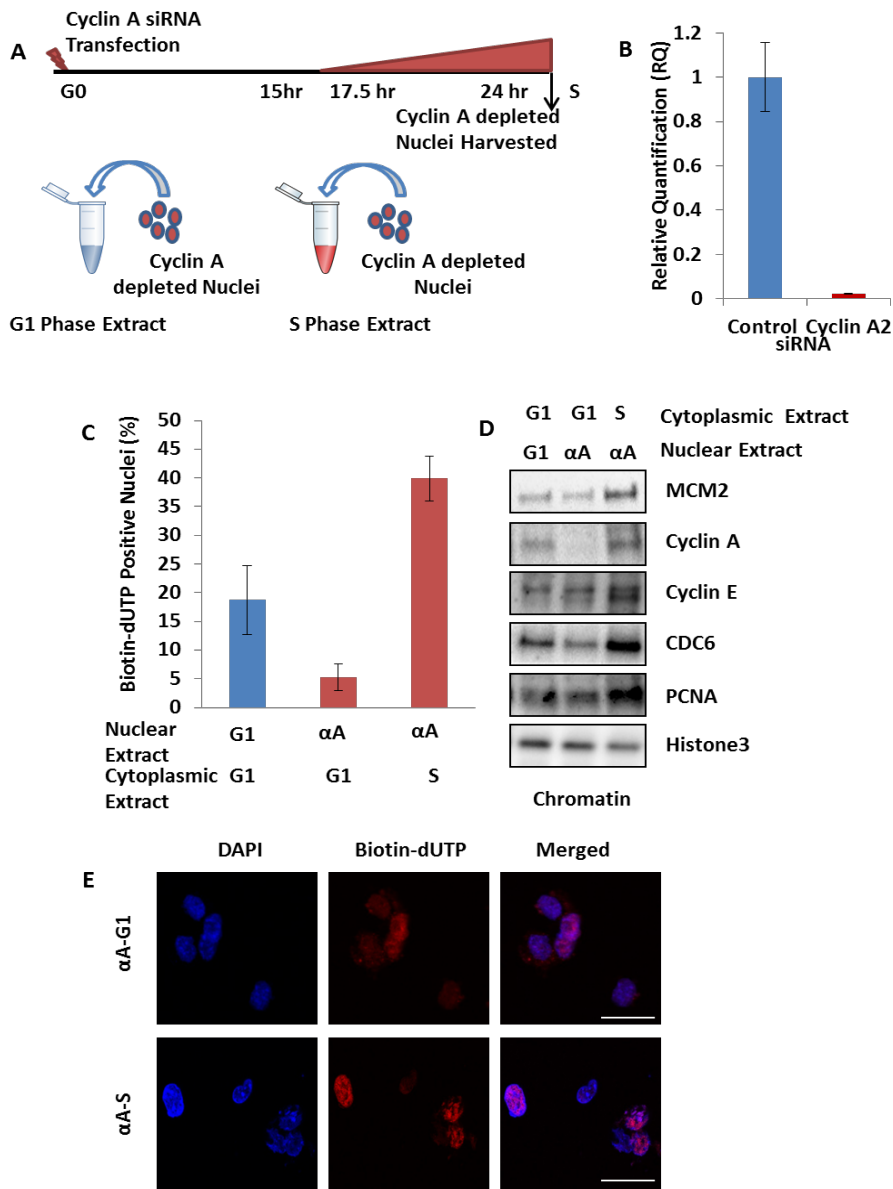 Cyclin A siRNA
Transfection
A
G0
15hr
17.5 hr
24 hr
S
Cyclin A depleted
Nuclei Harvested
Cyclin A
depleted Nuclei
Cyclin A depleted
Nuclei
G1 Phase Extract
S Phase Extract
B
Relative Quantification (RQ)
1.2
1
0.8
0.6
0.4
0.2
0
Control Cyclin A2
siRNA
C
Biotin-dUTP Positive Nuclei (%)
50
45
40
35
30
25
20
15
10
5
0
Nuclear Extract
G1 αA αA
Cytoplasmic Extract
G1 G1 S
D
G1 G1 S Cytoplasmic Extract
G1 αA αA Nuclear Extract
MCM2
Cyclin A
Cyclin E
CDC6
PCNA
Histone3
Chromatin
E
DAPI Biotin-dUTP Merged
αA-G1
αA-S